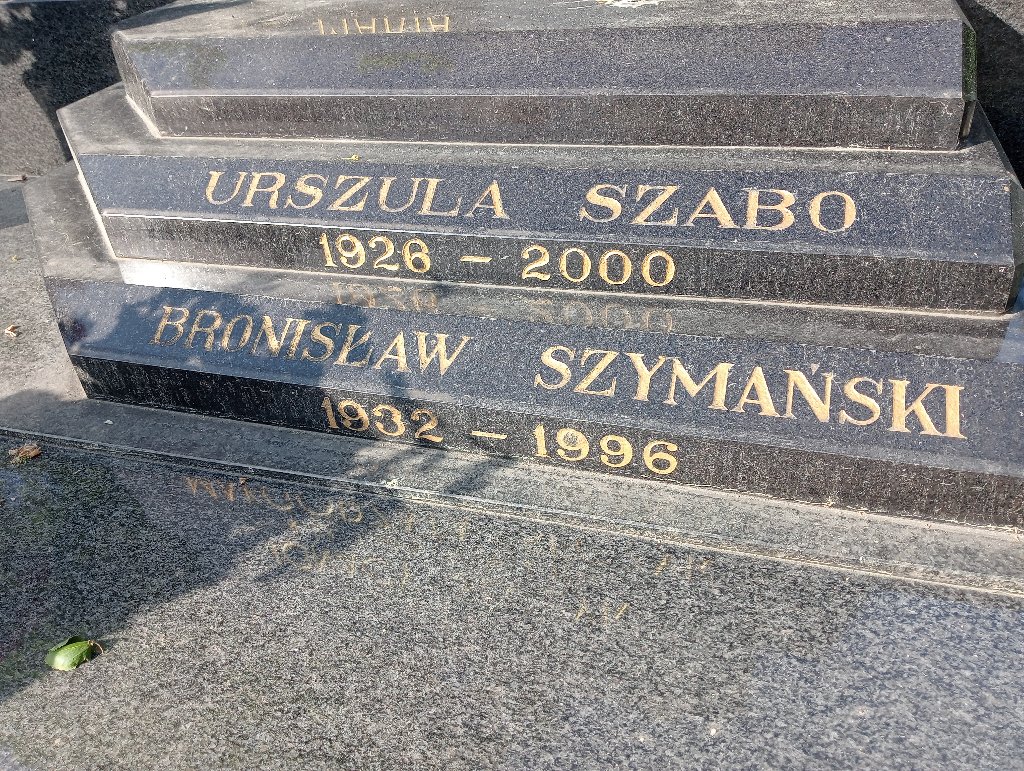 URSZULA SZABO
1926 – 2000
BRONISŁAW SZYMAŃSKI
1932 – 1996